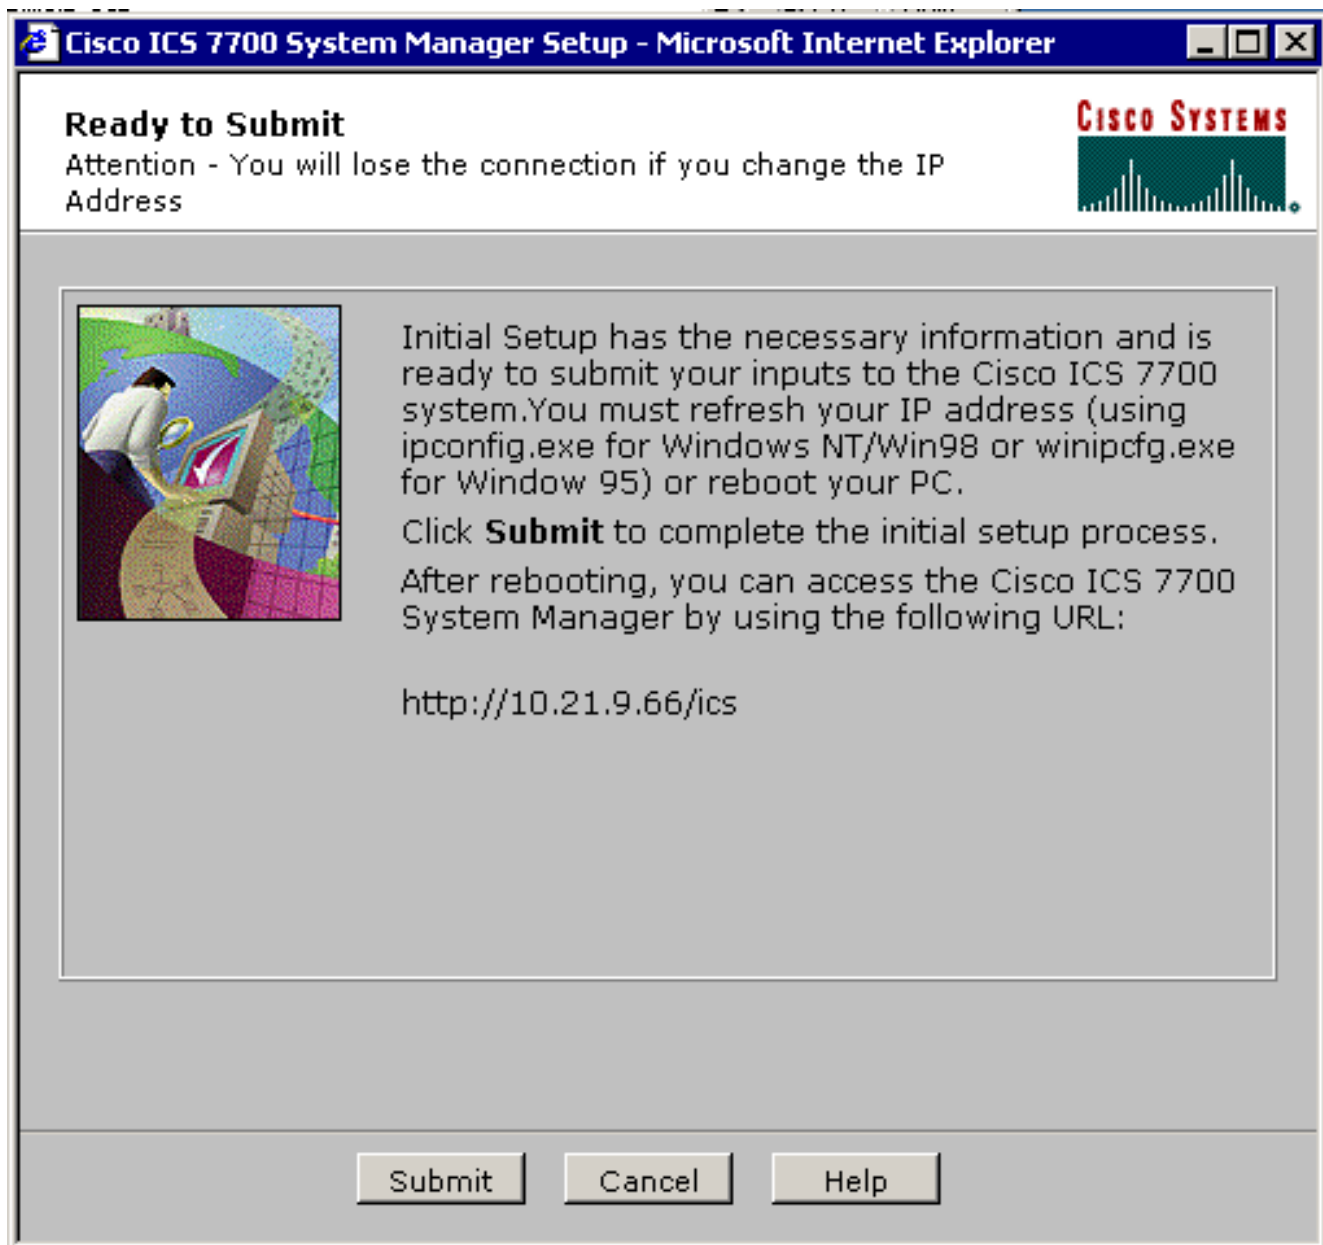 Cisco ICS 7700 System Manager Setup - Microsoft Internet Explorer
Ready to Submit
Attention - You will lose the connection if you change the IP
Address
CISCO SYSTEMS
Initial Setup has the necessary information and is
ready to submit your inputs to the Cisco ICS 7700
system.You must refresh your IP address (using
ipconfig.exe for Windows NT/Win98 or winipcfg.exe
for Window 95) or reboot your PC.
Click Submit to complete the initial setup process.
After rebooting, you can access the Cisco ICS 7700
System Manager by using the following URL:
http://10.21.9.66/ics
Submit
Cancel
Help